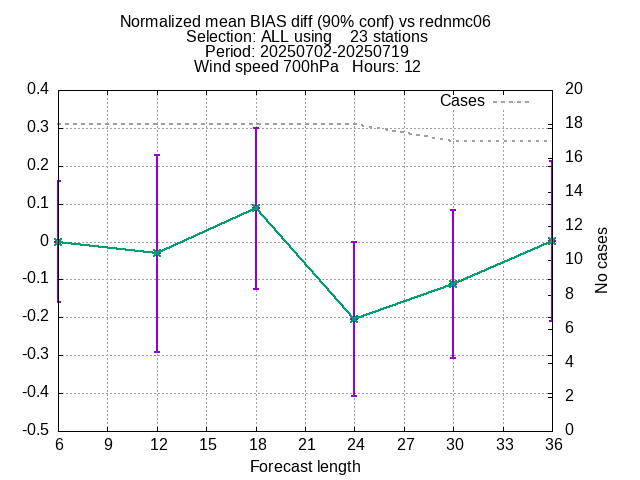 Normalized mean BIAS diff (90% conf) vs rednmc06
Selection: ALL using    23 stations
Period: 20250702-20250719
Wind speed 700hPa   Hours: 12
Cases
0.4
0.3
0.2
0.1
0
-0.1
-0.2
-0.3
-0.4
-0.5
20
18
16
14
12
10
8
6
4
2
0
No cases
6 9 12 15 18 21 24 27 30 33 36
Forecast length